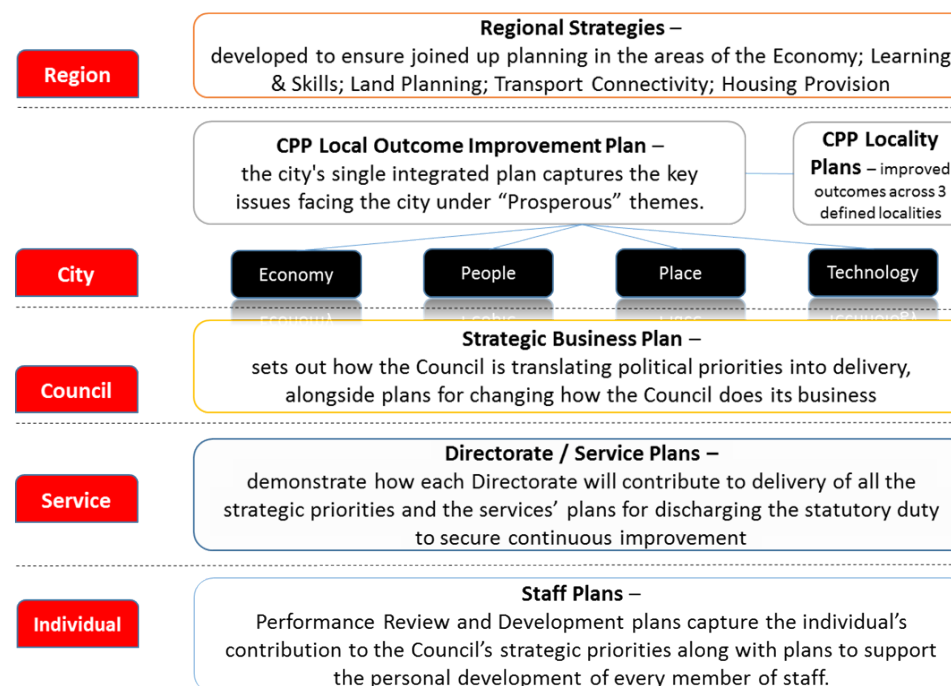 Regional Strategies –
developed to ensure joined up planning in the areas of the Economy; Learning
& Skills; Land Planning; Transport Connectivity; Housing Provision
Region
CPP Local Outcome Improvement Plan –
the city's single integrated plan captures the key
issues facing the city under “Prosperous” themes.
CPP Locality
Plans – improved
outcomes across 3
defined localities
City
Economy
People
Place
Technology
Strategic Business Plan –
sets out how the Council is translating political priorities into delivery,
alongside plans for changing how the Council does its business
Council
Directorate / Service Plans –
demonstrate how each Directorate will contribute to delivery of all the
strategic priorities and the services’ plans for discharging the statutory duty
to secure continuous improvement
Service
Staff Plans –
Performance Review and Development plans capture the individual’s
contribution to the Council’s strategic priorities along with plans to support
the personal development of every member of staff.
Individual